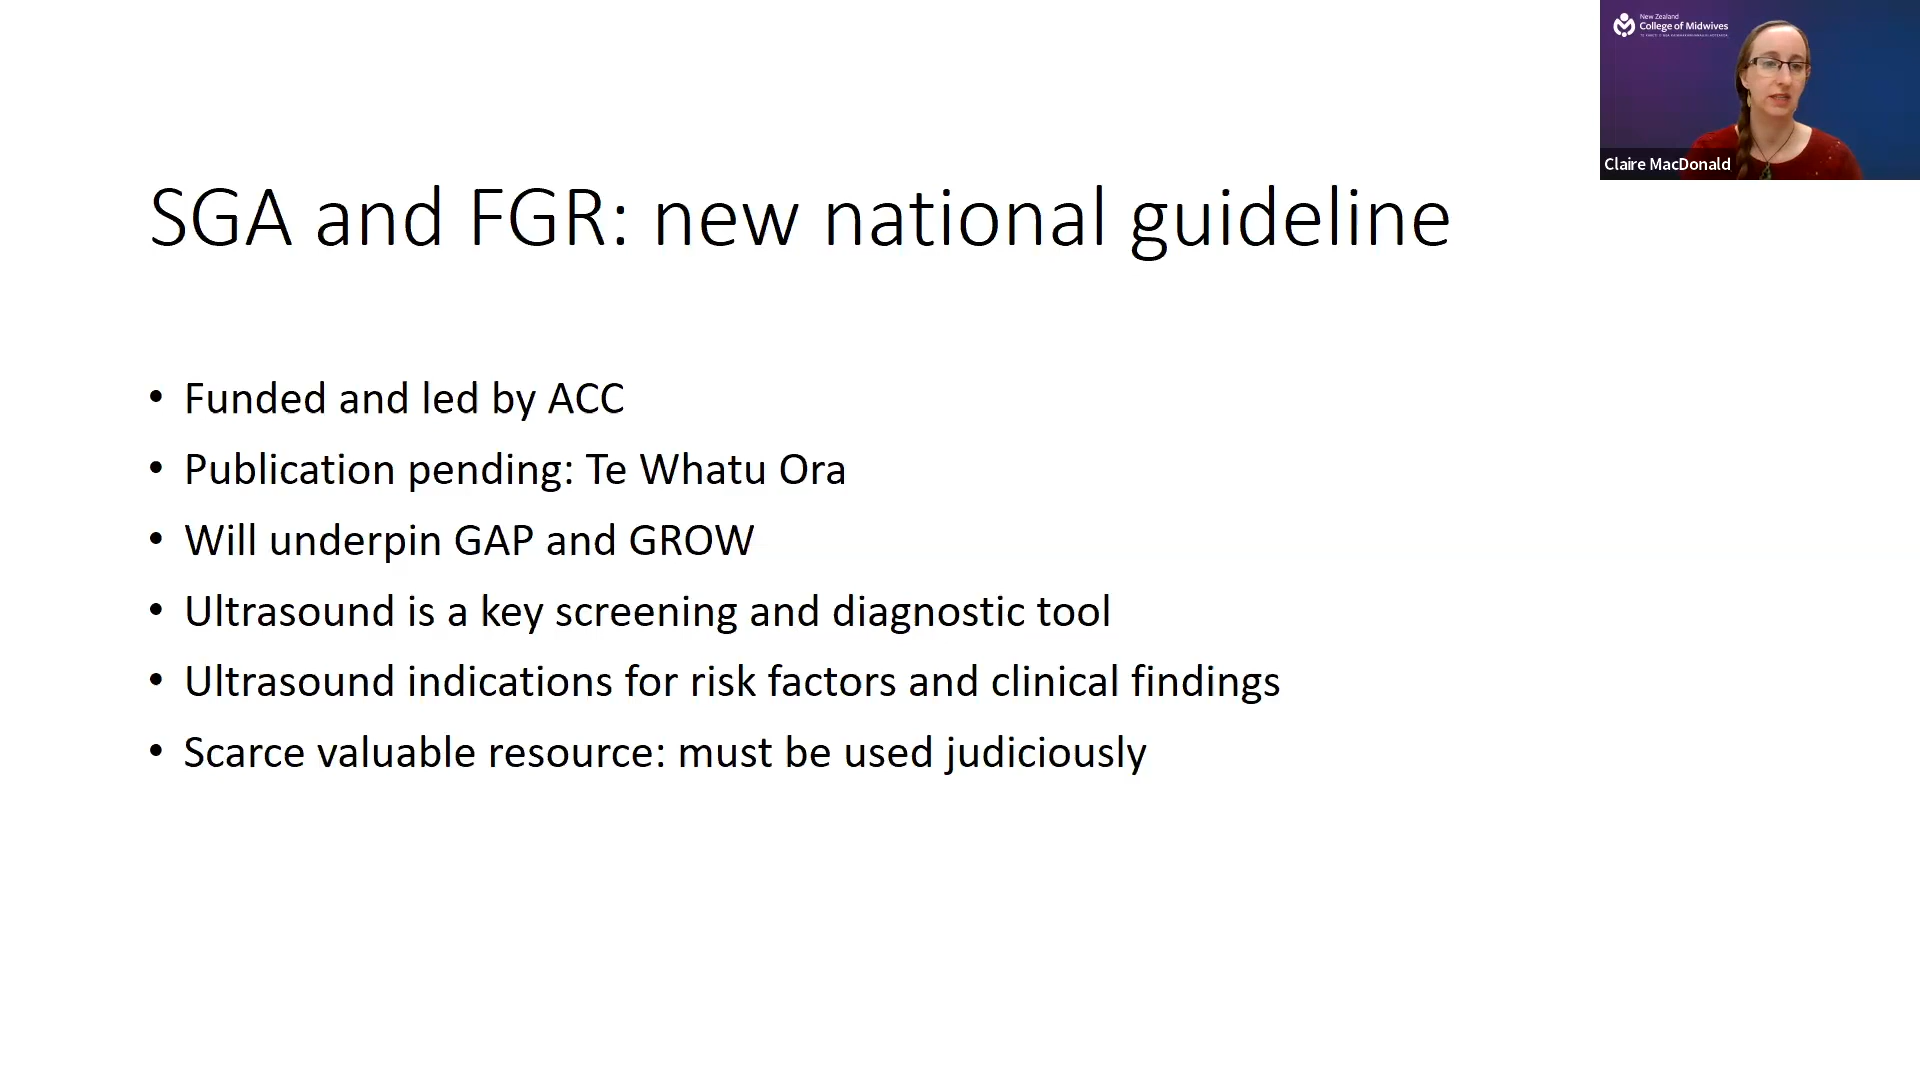 New Zealand
College of Midwives
Claire MacDonald
SGA and FGR: new national guideline
• Funded and led by ACC
• Publication pending: Te Whatu Ora
• Will underpin GAP and GROW
• Ultrasound is a key screening and diagnostic tool
• Ultrasound indications for risk factors and clinical findings
• Scarce valuable resource: must be used judiciously